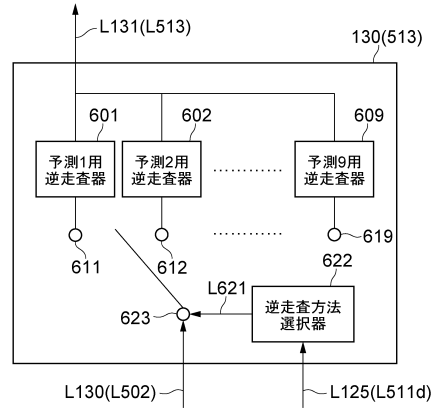 L131(L513)
130(513)
601
602
609
予測1用
逆走査器
予測2用
逆走査器
予測9用
逆走査器
611
612
619
622
L621
623
逆走査方法
選択器
L130(L502)
L125(L511d)